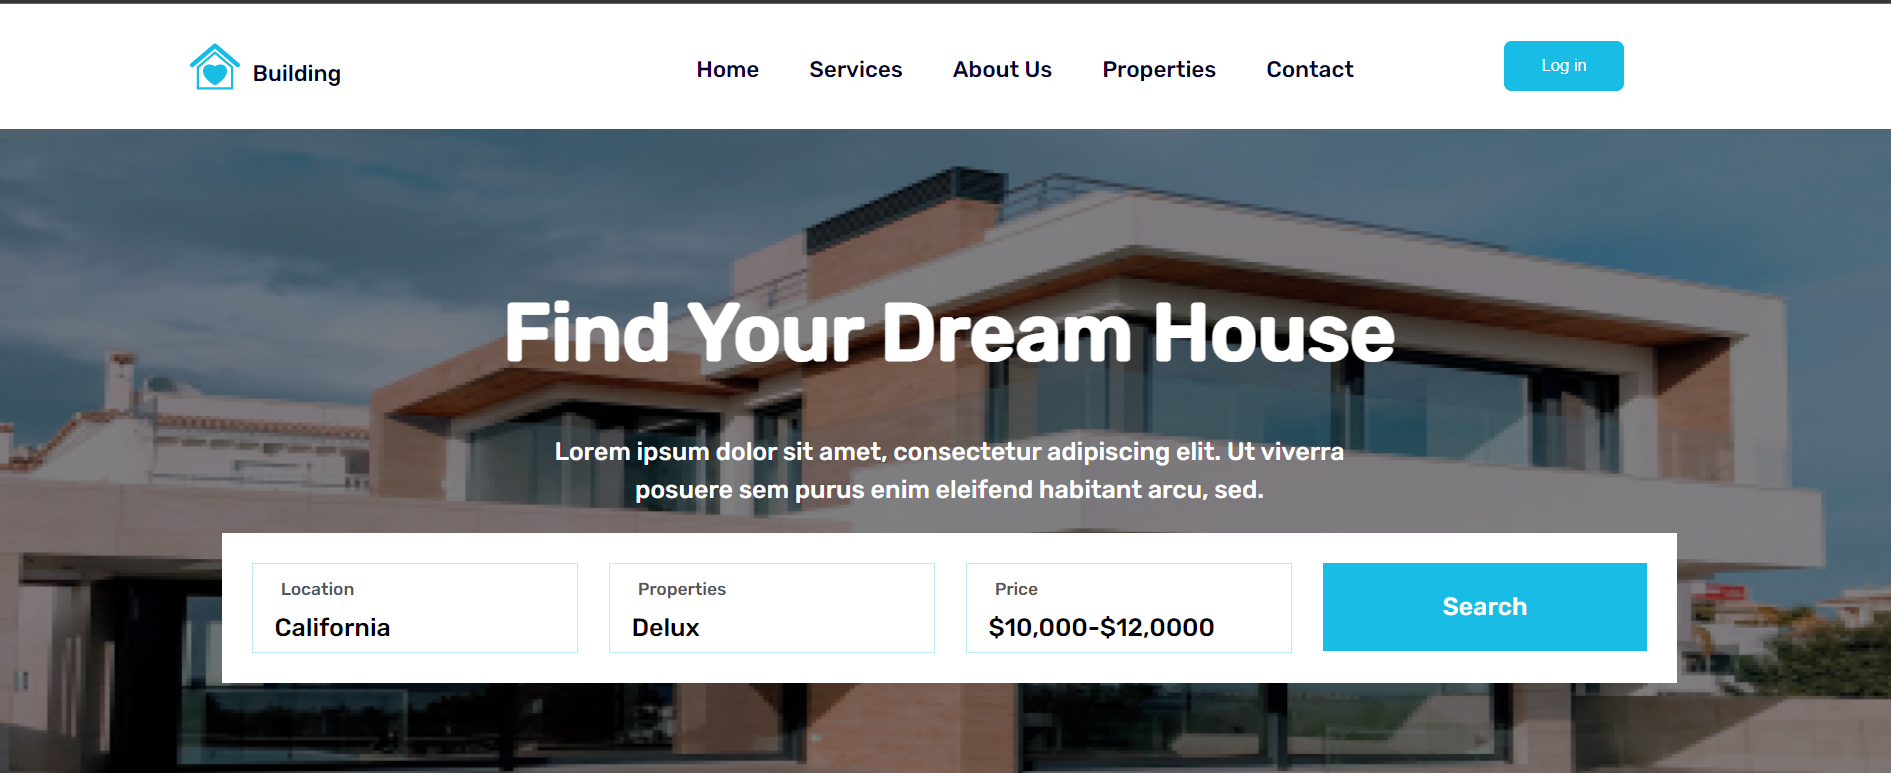 Building
Home Services About Us Properties Contact
Log in
Find Your Dream House
Lorem ipsum dolor sit amet, consectetur adipiscing elit. Ut viverra
posuere sem purus enim eleifend habitant arcu, sed.
Location
California
Properties
Delux
Price
$10,000-$12,0000
Search